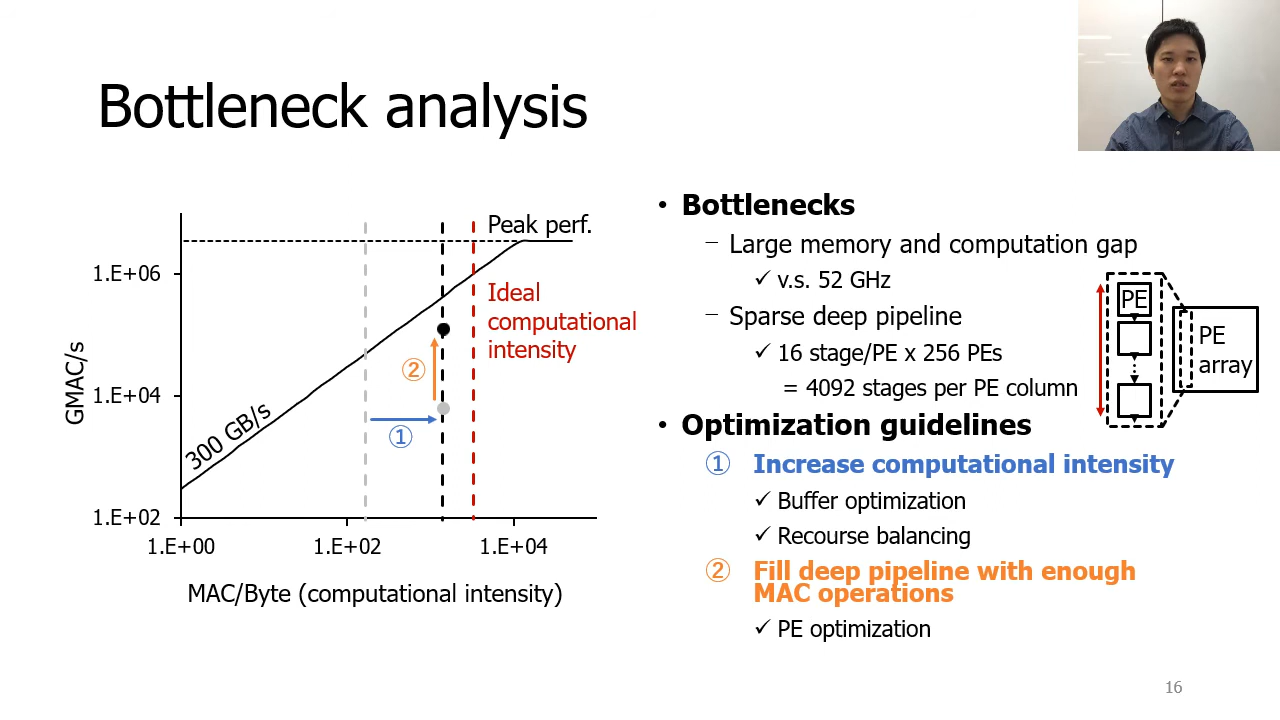 Bottleneck analysis
Peak perf.
1.E+06
Ideal
computational
intensity
GMAC/s
②
1.E+04
300 GB/s
①
1.E+02
1.E+00
1.E+02
1.E+04
MAC/Byte (computational intensity)
• Bottlenecks
– Large memory and computation gap
✓ v.s. 52 GHz
– Sparse deep pipeline
✓ 16 stage/PE x 256 PEs
= 4092 stages per PE column
PE
PE
array
• Optimization guidelines
① Increase computational intensity
✓ Buffer optimization
✓ Recourse balancing
② Fill deep pipeline with enough
MAC operations
✓ PE optimization
16